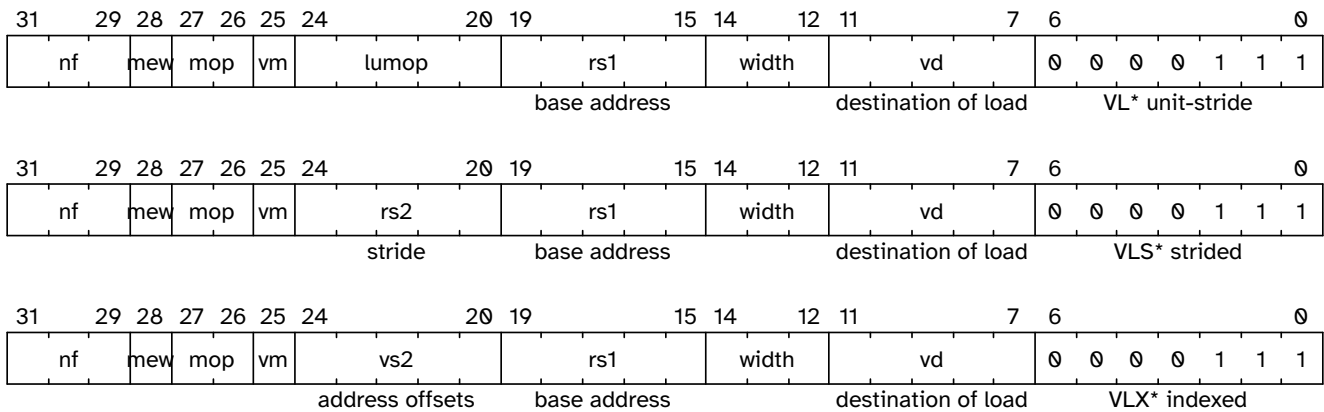 31 29 28 27 26 25 24 20 19 15 14 12 11 7 6 0
nf mew mop vm lumop rs1 width vd 0 0 0 0 1 1 1
base address destination of load VL* unit-stride
31 29 28 27 26 25 24 20 19 15 14 12 11 7 6 0
nf mew mop vm rs2 rs1 width vd 0 0 0 0 1 1 1
stride base address destination of load VLS* strided
31 29 28 27 26 25 24 20 19 15 14 12 11 7 6 0
nf mew mop vm vs2 rs1 width vd 0 0 0 0 1 1 1
address offsets base address destination of load VLX* indexed